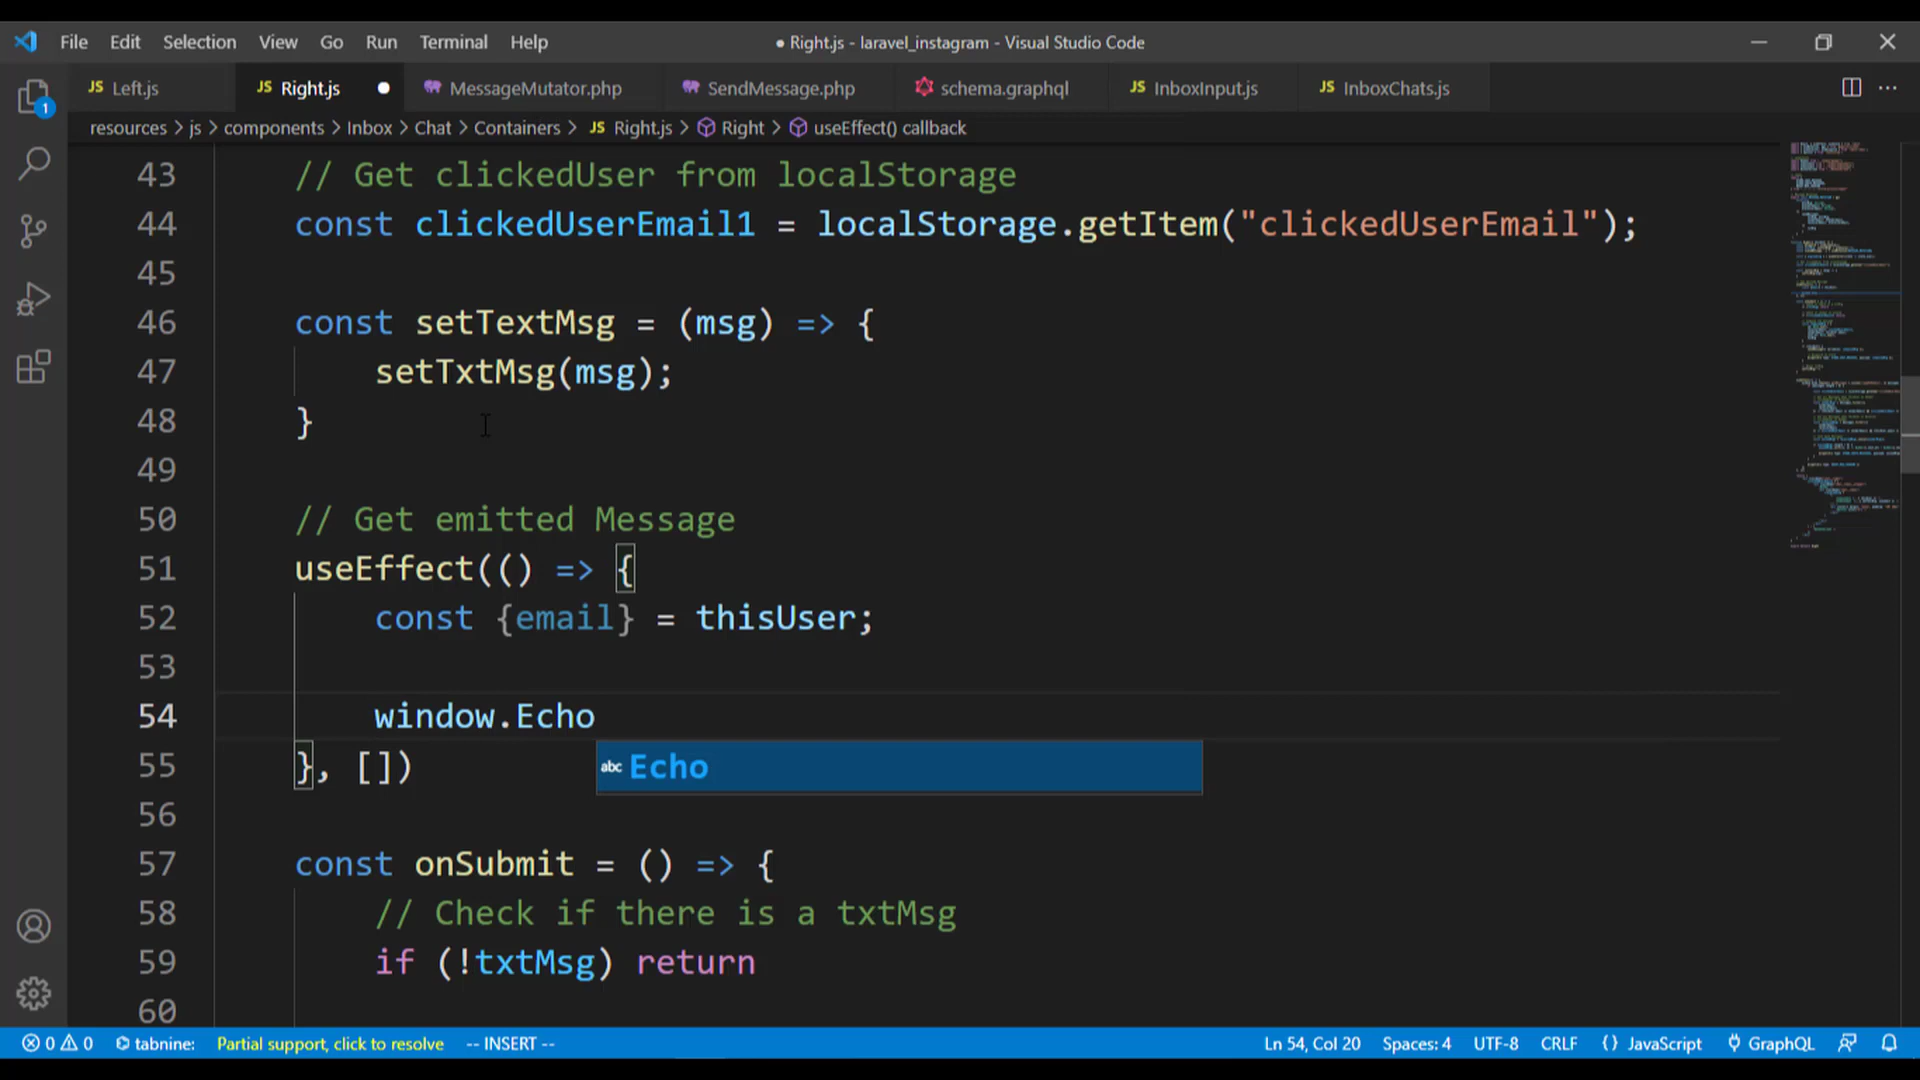 File Edit Selection View Go Run Terminal Help ● Right.js - laravel_instagram - Visual Studio Code
JS Left.js JS Right.js ● MessageMutator.php SendMessage.php schema.graphql JS InboxInput.js JS InboxChats.js ···
resources > js > components > Inbox > Chat > Containers > JS Right.js > Right > useEffect() callback
1
43 // Get clickedUser from localStorage
44 const clickedUserEmail1 = localStorage.getItem("clickedUserEmail");
45
46 const setTextMsg = (msg) => {
47 setTxtMsg(msg);
48 }
49
50 // Get emitted Message
51 useEffect(() => {
52 const {email} = thisUser;
53
54 window.Echo
abc Echo
55 }, [])
56
57 const onSubmit = () => {
58 // Check if there is a txtMsg
59 if (!txtMsg) return
60
0 0 tabnine: Partial support, click to resolve -- INSERT -- Ln 54, Col 20 Spaces: 4 UTF-8 CRLF {} JavaScript GraphQL